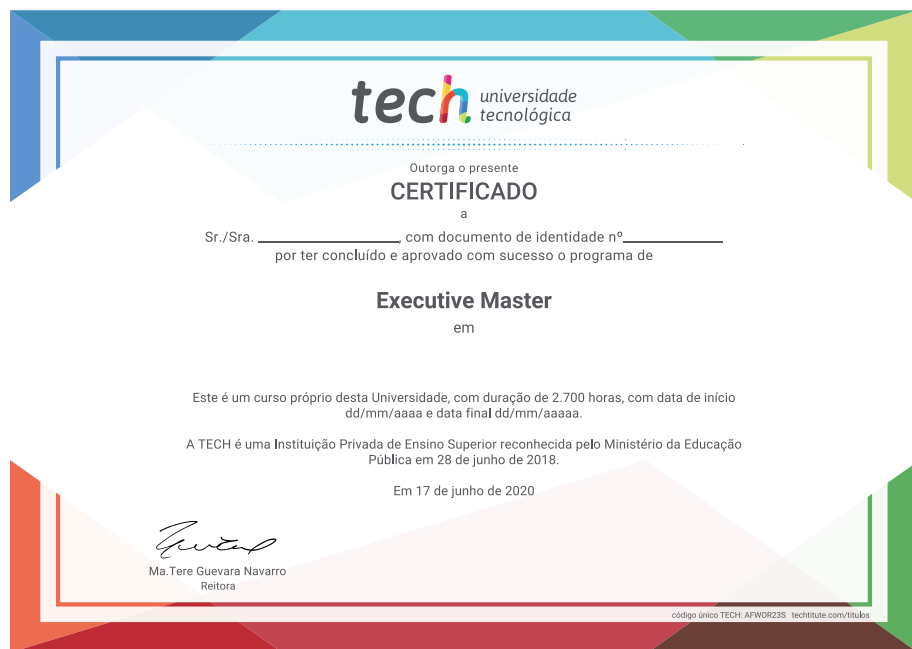 tech universidade
tecnológica
Outorga o presente
CERTIFICADO
a
Sr./Sra. ____________________, com documento de identidade nº______________
por ter concluído e aprovado com sucesso o programa de
Executive Master
em
Este é um curso próprio desta Universidade, com duração de 2.700 horas, com data de início
dd/mm/aaaa e data final dd/mm/aaaaa.
A TECH é uma Instituição Privada de Ensino Superior reconhecida pelo Ministério da Educação
Pública em 28 de junho de 2018.
Em 17 de junho de 2020
Ma.Tere Guevara Navarro
Reitora
código único TECH: AFWOR23S techtitute.com/titulos